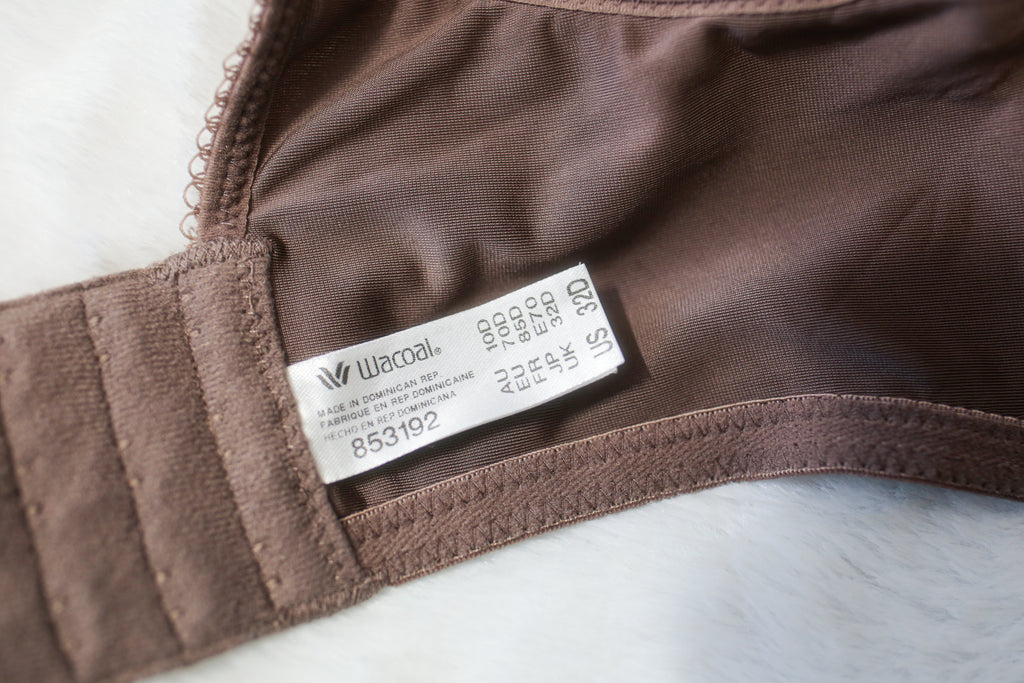 Wacoal®
MADE IN DOMINICAN REP.
FABRIQUE EN REP.DOMINICAINE
HECHO EN REP.DOMINICANA
853192
AU 10D
ER 70D
FR 85D
JP E70
UK 32D
US 32D